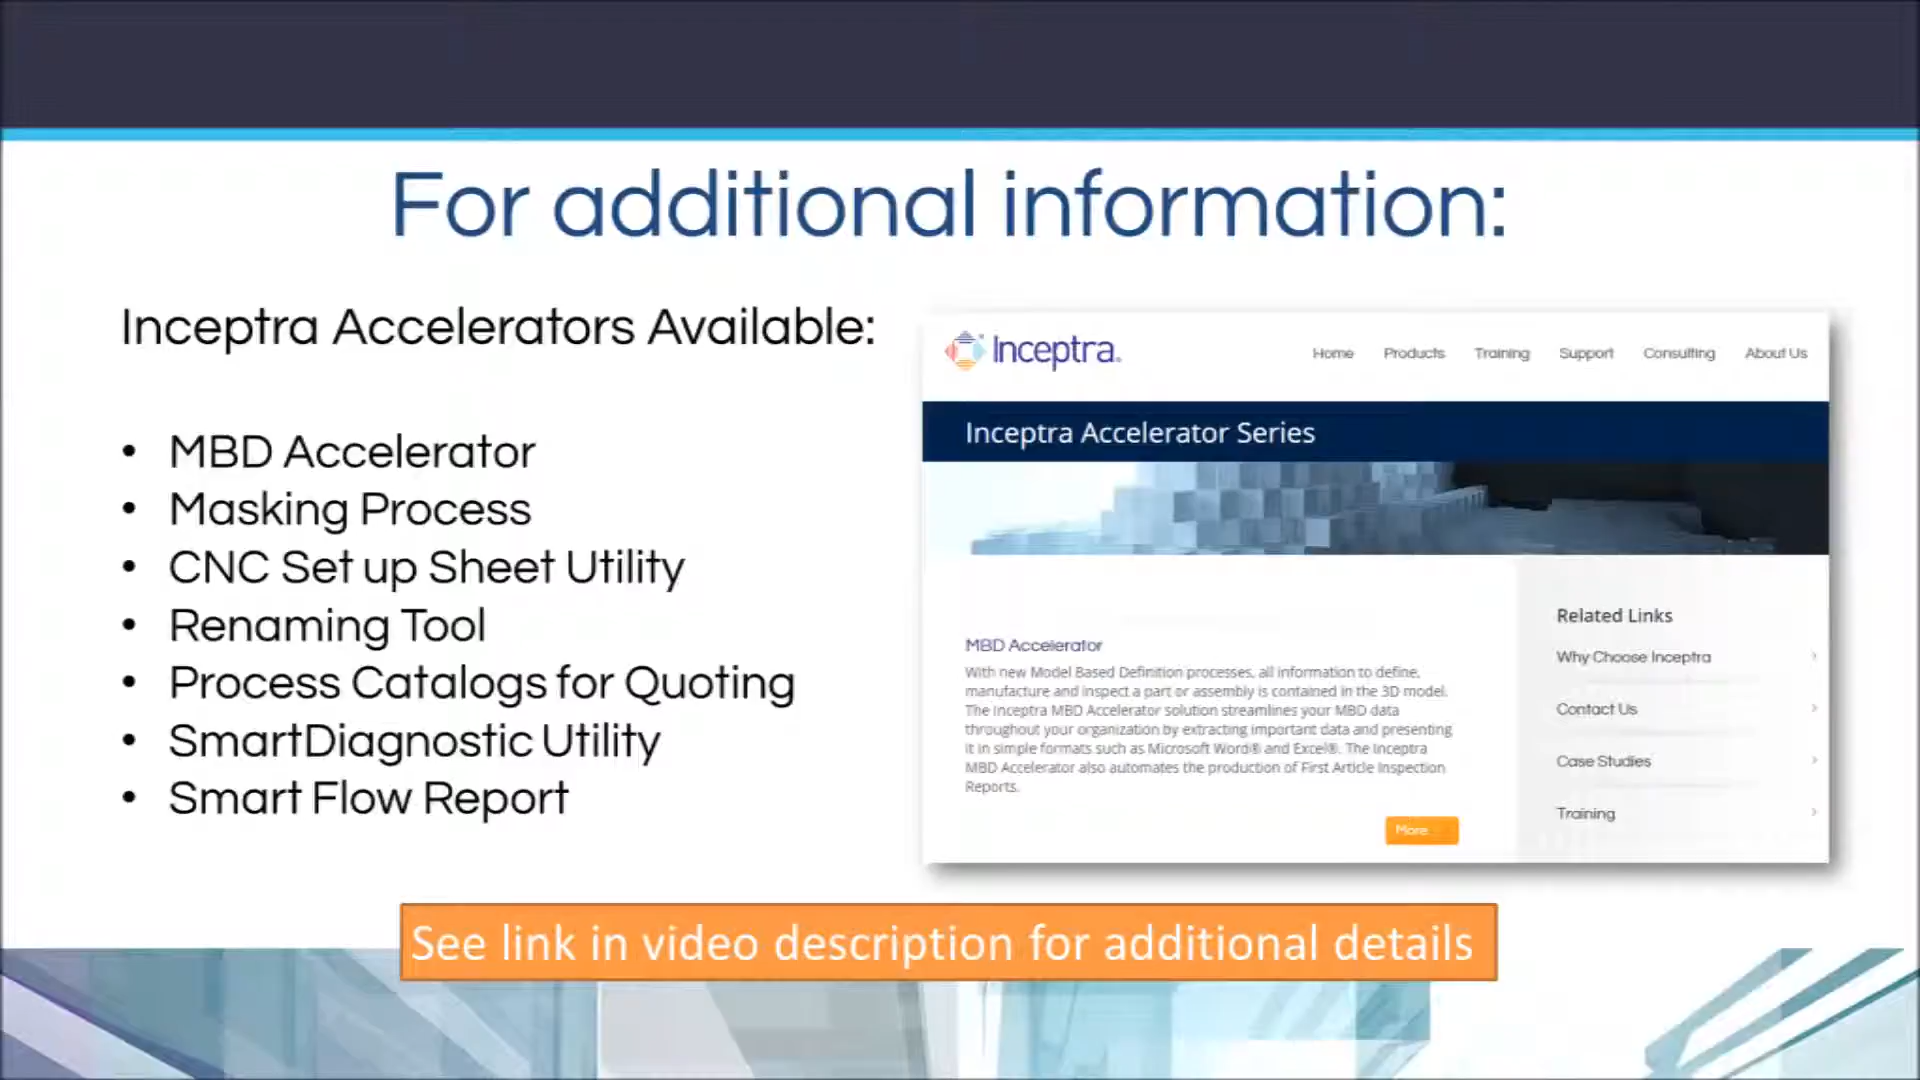 For additional information:
Inceptra Accelerators Available:
• MBD Accelerator
• Masking Process
• CNC Set up Sheet Utility
• Renaming Tool
• Process Catalogs for Quoting
• SmartDiagnostic Utility
• Smart Flow Report
Inceptra®
Home Products Training Support Consulting About Us
Inceptra Accelerator Series
MBD Accelerator
With new Model Based Definition processes, all information to define,
manufacture and inspect a part or assembly is contained in the 3D model.
The Inceptra MBD Accelerator solution streamlines your MBD data
throughout your organization by extracting important data and presenting
it in simple formats such as Microsoft Word® and Excel®. The Inceptra
MBD Accelerator also automates the production of First Article Inspection
Reports.
More
Related Links
Why Choose Inceptra
Contact Us
Case Studies
Training
See link in video description for additional details